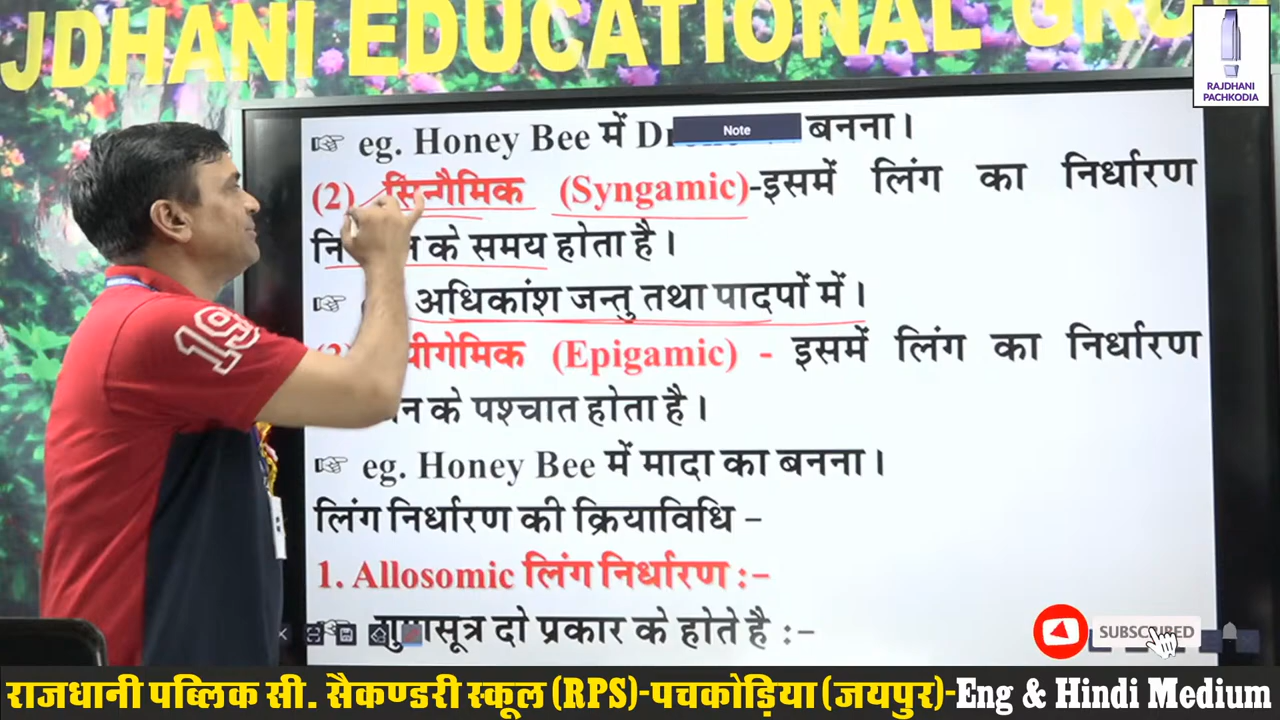 JDHANI EDUCATIONAL GRO
RAJDHANI
PACHKODIA
☞ eg. Honey Bee में बनना।
Note
(2) सिन्गैमिक (Syngamic)-इसमें लिंग का निर्धारण
के समय होता है।
☞ अधिकांश जन्तु तथा पादपों में।
(Epigamic) - इसमें लिंग का निर्धारण
के पश्चात होता है।
☞ eg. Honey Bee में मादा का बनना।
लिंग निर्धारण की क्रियाविधि –
1. Allosomic लिंग निर्धारण :–
दो प्रकार के होते है :–
SUBSCRIBED
राजधानी पब्लिक सी. सैकण्डरी स्कूल (RPS)-पचकोड़िया (जयपुर)-Eng & Hindi Medium
19